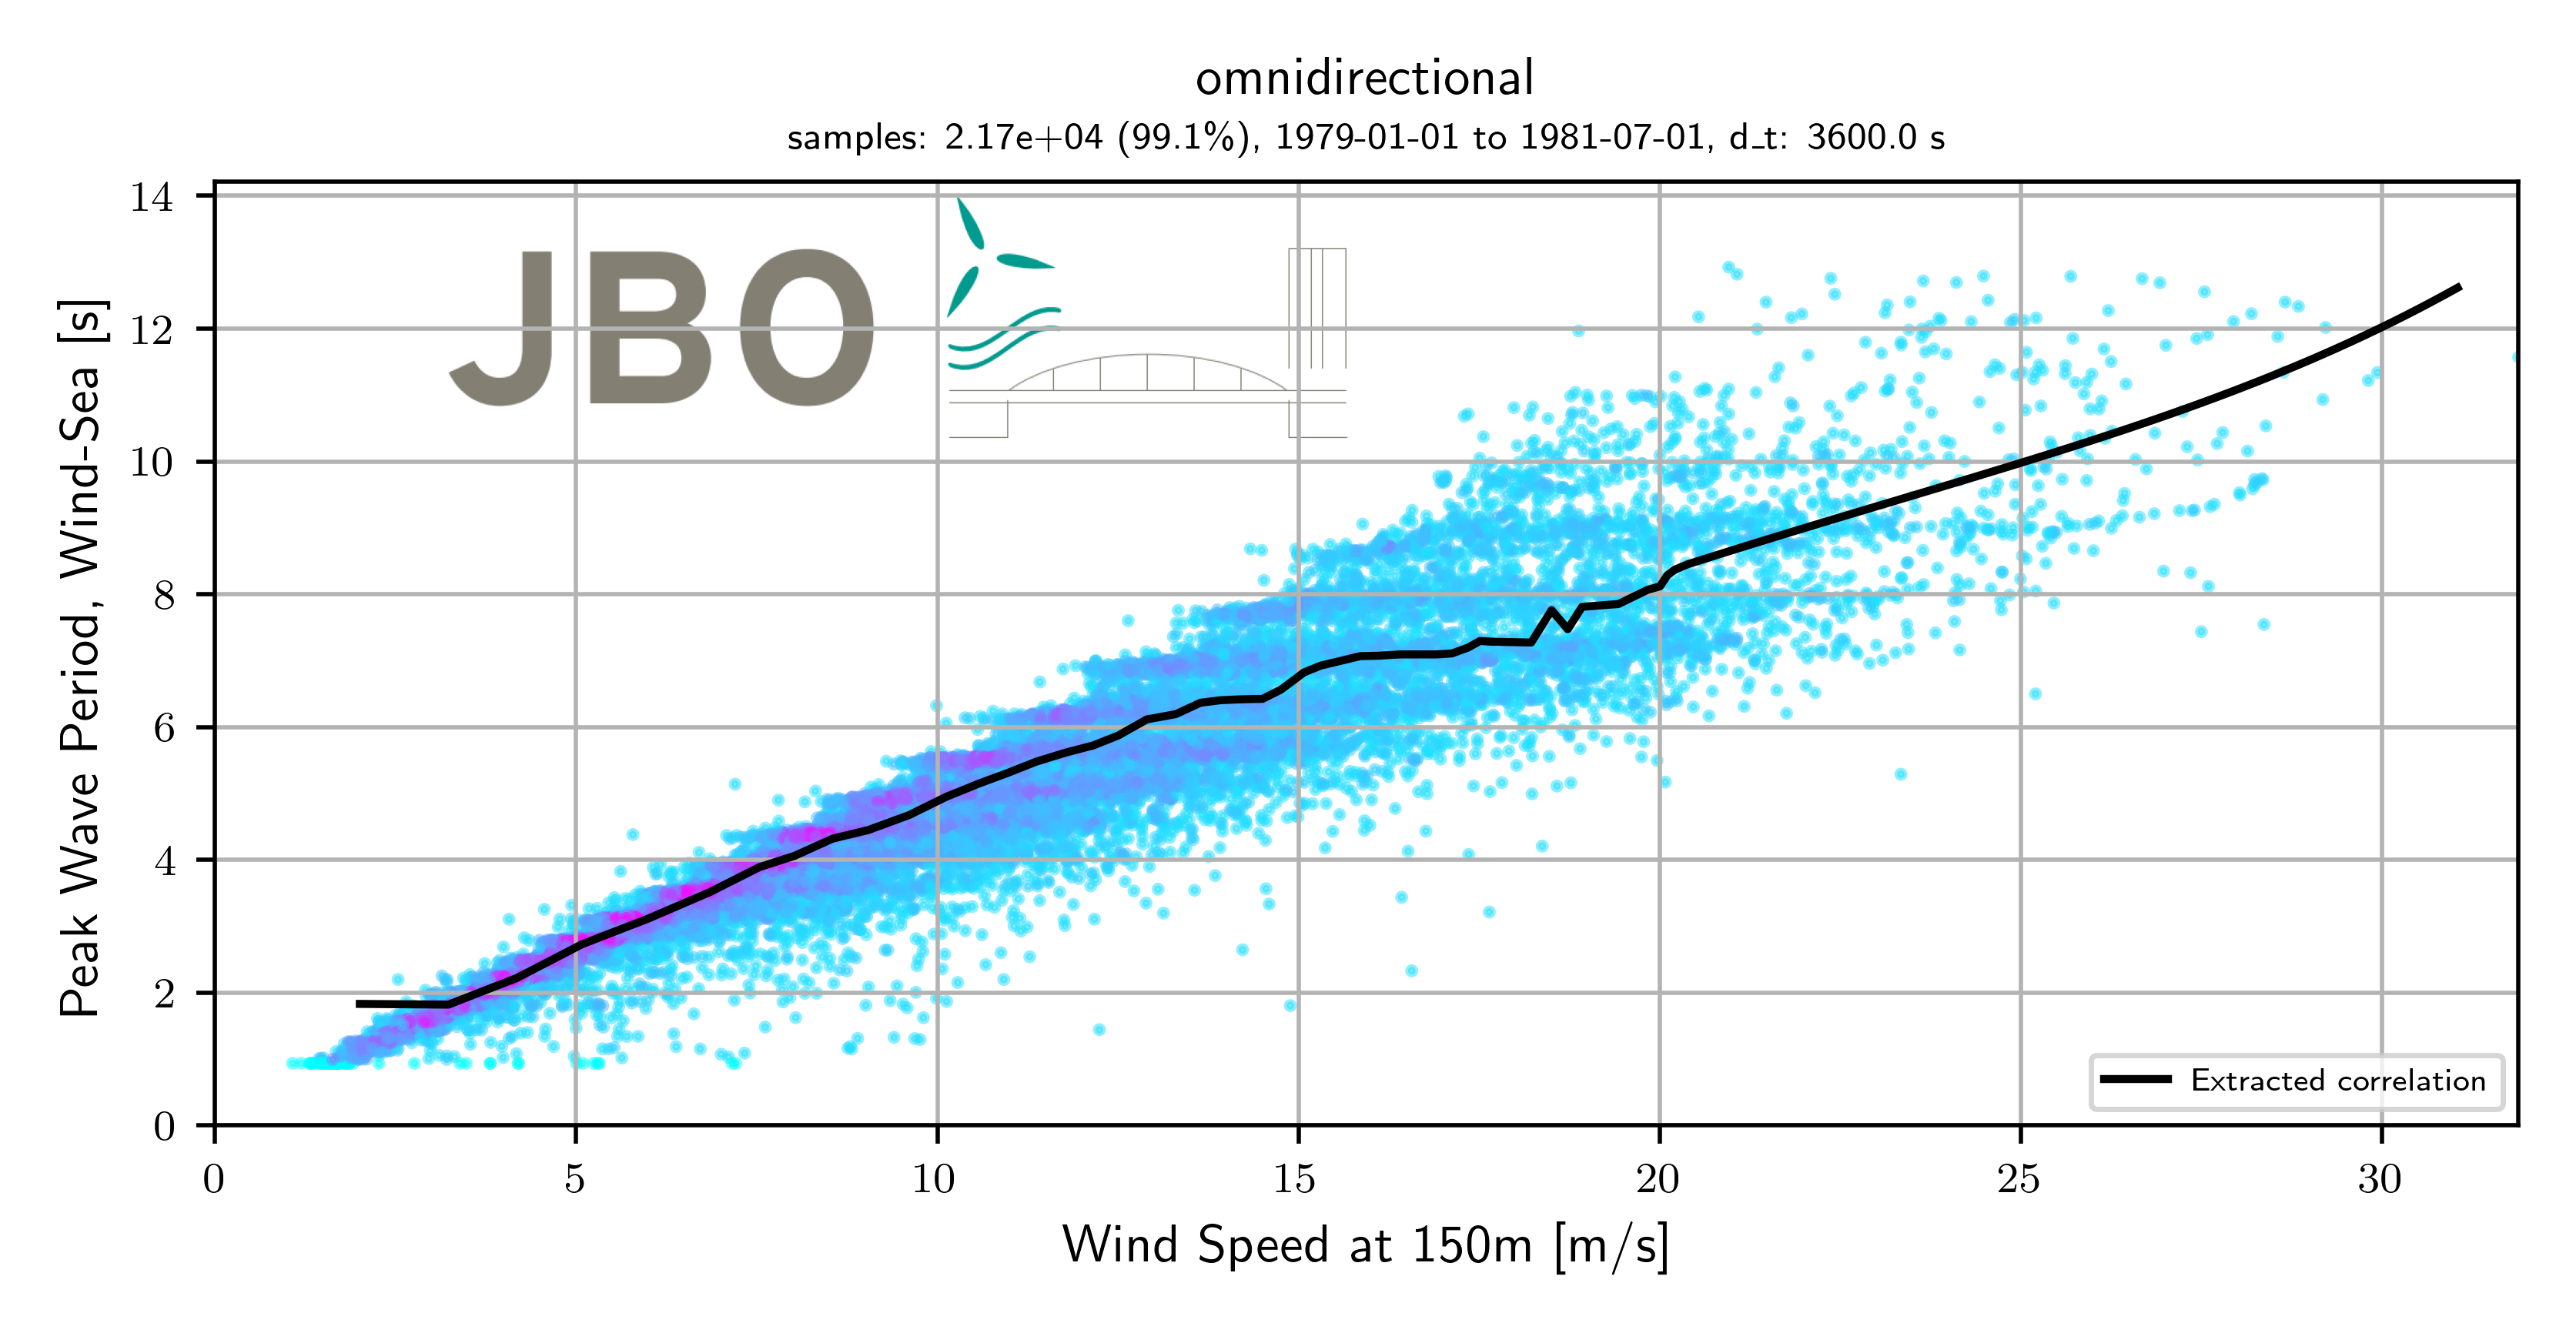 omnidirectional
samples: 2.17e+04 (99.1%), 1979-01-01 to 1981-07-01, d_t: 3600.0 s
JBO
Peak Wave Period, Wind-Sea [s]
14
12
10
8
6
4
2
0
Extracted correlation
0 5 10 15 20 25 30
Wind Speed at 150m [m/s]